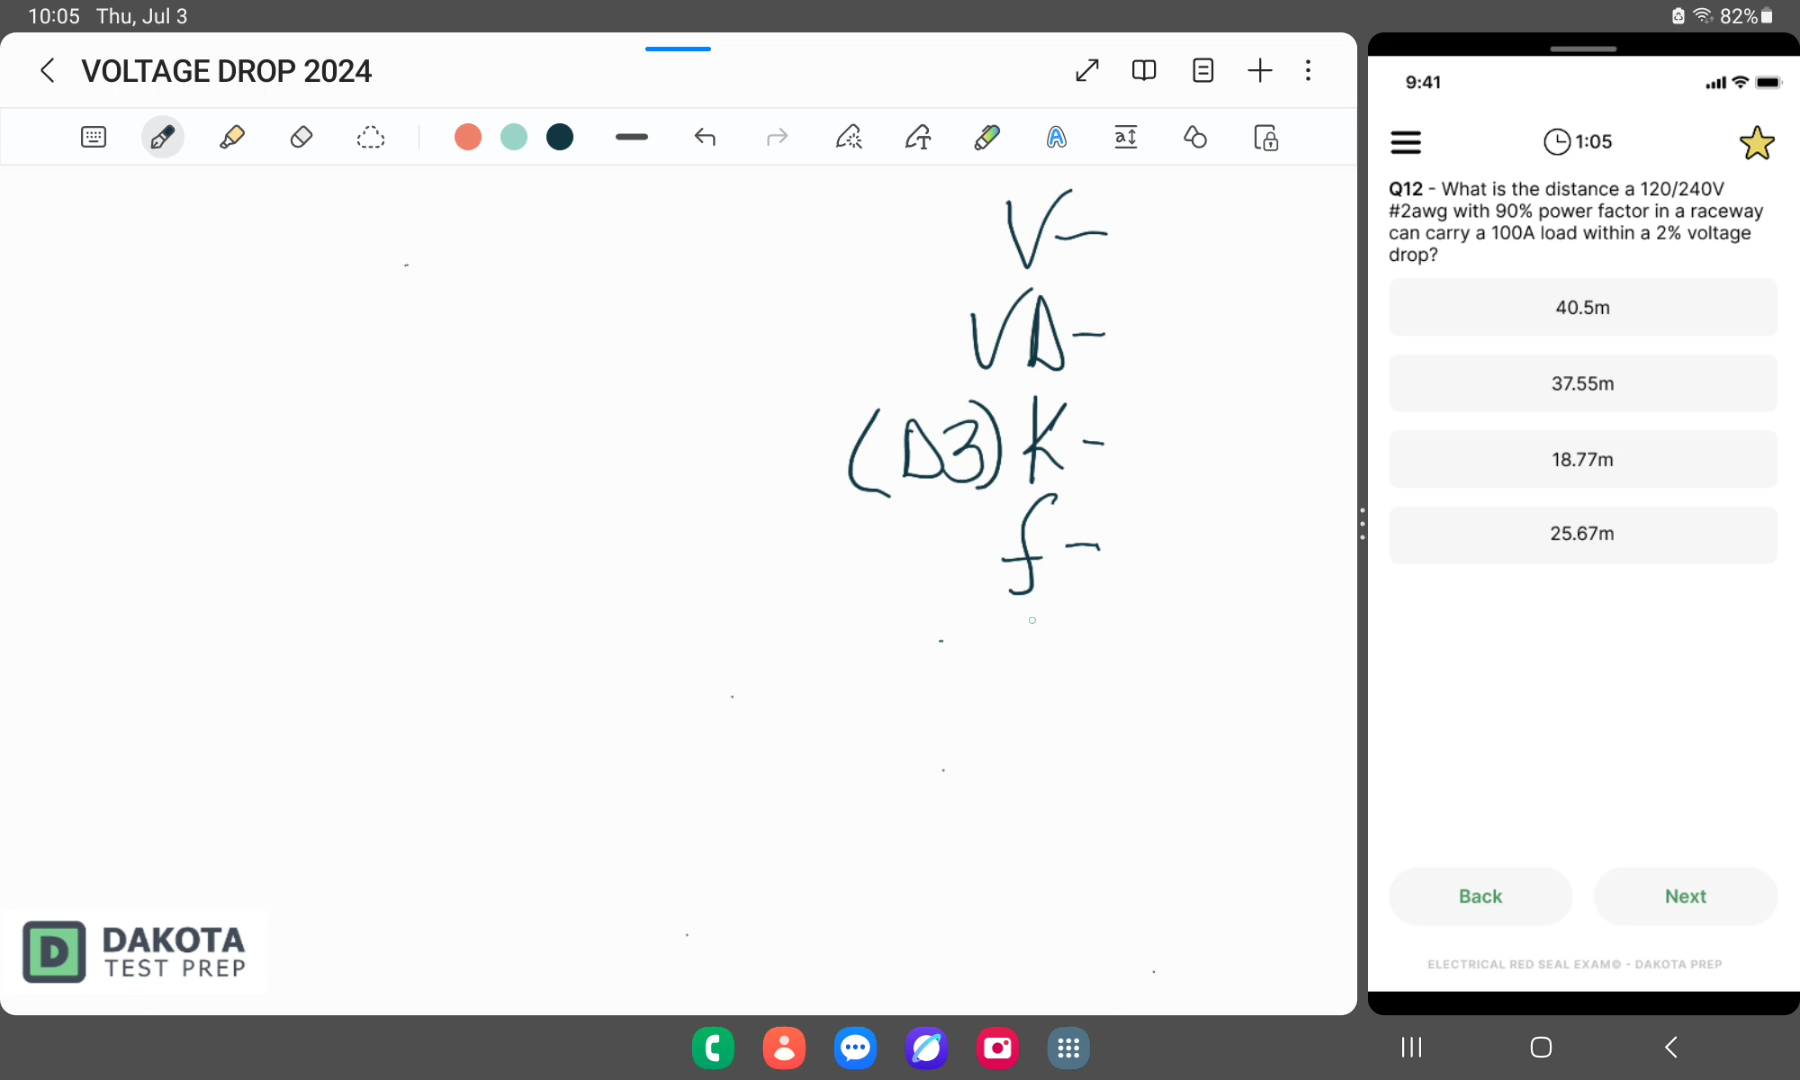 10:05 Thu, Jul 3
82%
VOLTAGE DROP 2024
V-
VD-
(D3) K-
f-
DAKOTA
TEST PREP
9:41
1:05
Q12 - What is the distance a 120/240V
#2awg with 90% power factor in a raceway
can carry a 100A load within a 2% voltage
drop?
40.5m
37.55m
18.77m
25.67m
Back
Next
ELECTRICAL RED SEAL EXAM© - DAKOTA PREP